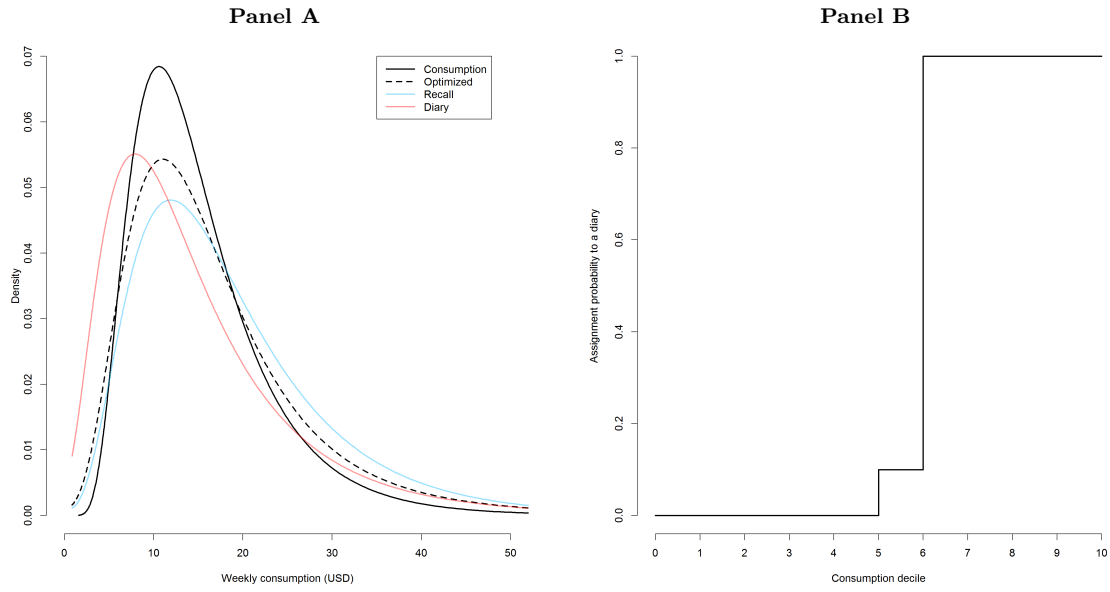 Panel A
Consumption
Optimized
Recall
Diary
Density
0.00
0.01
0.02
0.03
0.04
0.05
0.06
0.07
0 10 20 30 40 50
Weekly consumption (USD)
Panel B
Assignment probability to a diary
0.0
0.2
0.4
0.6
0.8
1.0
0 1 2 3 4 5 6 7 8 9 10
Consumption decile